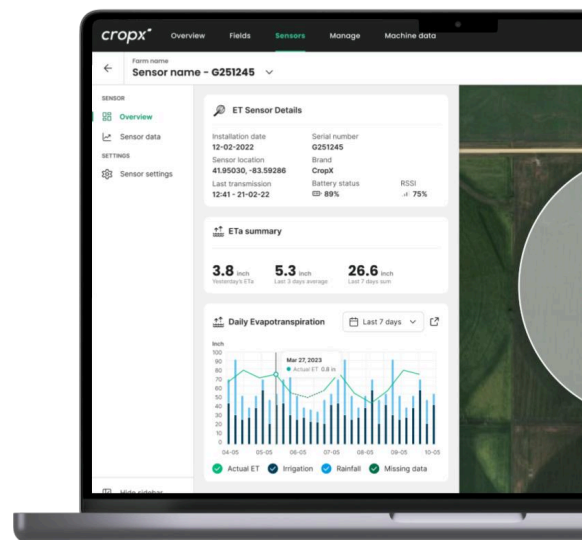 cropx
Overview Fields Sensors Manage Machine data
Farm name
Sensor name - G251245
SENSOR
Overview
Sensor data
SETTINGS
Sensor settings
Hide sidebar
ET Sensor Details
Installation date Serial number
12-02-2022 G251245
Sensor location Brand
41.95030, -83.59286 CropX
Last transmission Battery status RSSI
12:41 - 21-02-22 89% 75%
ETa summary
3.8 inch 5.3 inch 26.6 inch
Yesterday's ETa Last 3 days average Last 7 days sum
Daily Evapotranspiration Last 7 days
Inch
100
90
80
70
60
50
40
30
20
10
0
Mar 27, 2023
Actual ET 0.8 in
04-05 05-05 06-05 07-05 08-05 09-05 10-05
Actual ET Irrigation Rainfall Missing data